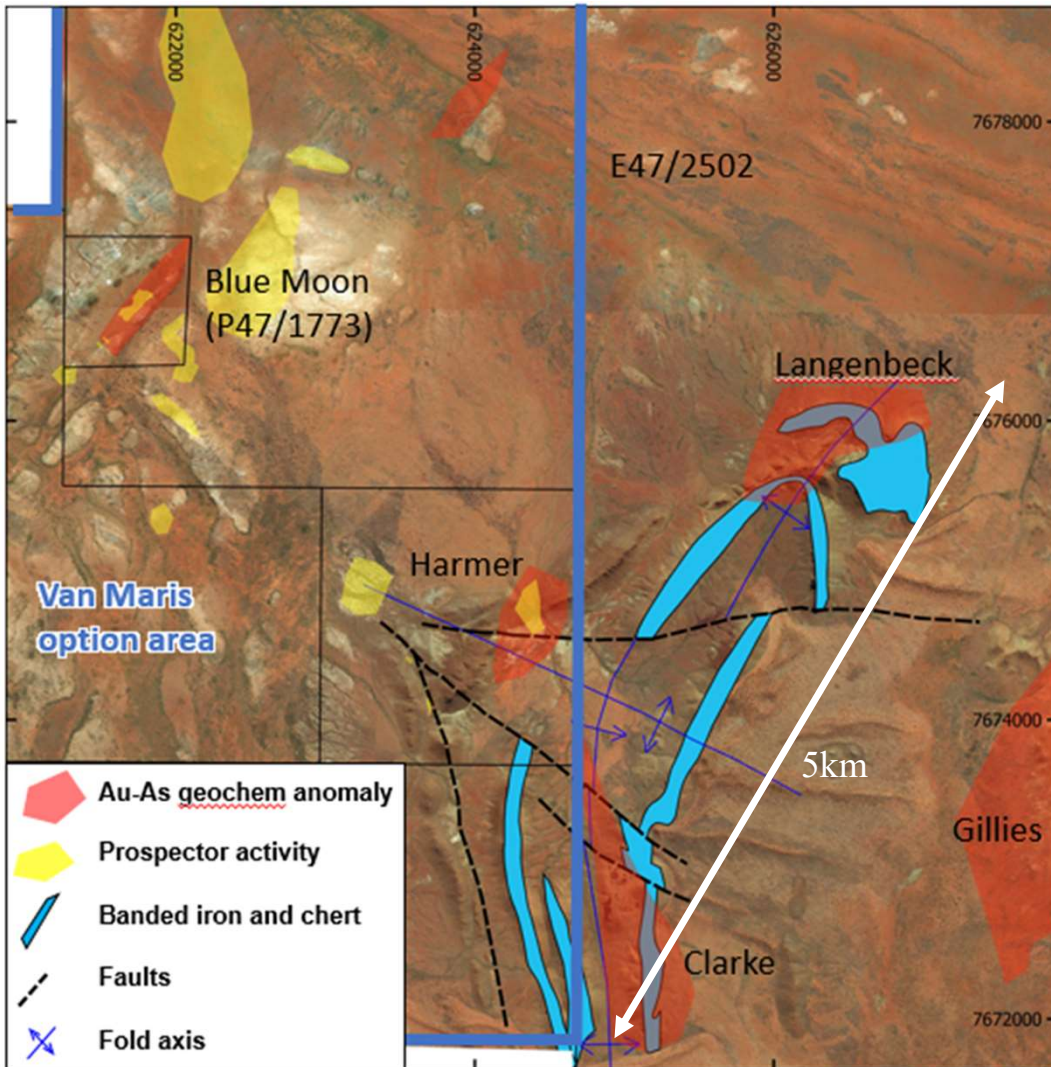 622000
624000
626000
7678000
E47/2502
Blue Moon
(P47/1773)
Langenbeck
7676000
Harmer
Van Maris
option area
7674000
5km
Gillies
Clarke
7672000
Au-As geochem anomaly
Prospector activity
Banded iron and chert
Faults
Fold axis